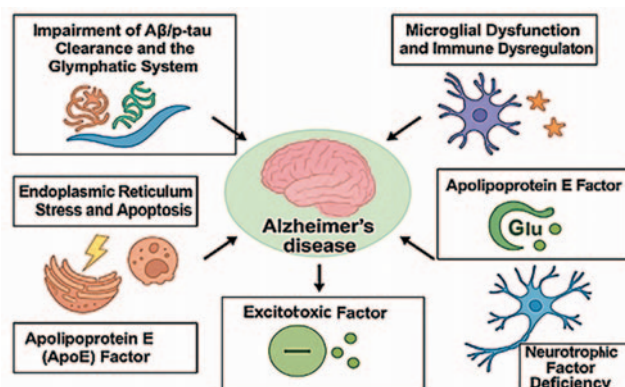 Impairment of Aβ/p-tau
Clearance and the
Glymphatic System
Microglial Dysfunction
and Immune Dysregulaton
Endoplasmic Reticulum
Stress and Apoptosis
Alzheimer's
disease
Apolipoprotein E Factor
Glu
Apolipoprotein E
(ApoE) Factor
Excitotoxic Factor
Neurotrophic
Factor
Deficiency